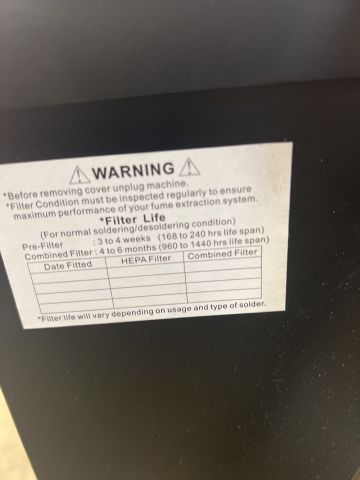 ⚠ WARNING ⚠
*Before removing cover unplug machine.
*Filter Condition must be inspected regularly to ensure
maximum performance of your fume extraction system.
*Filter Life
(For normal soldering/desoldering condition)
Pre-Filter : 3 to 4 weeks (168 to 240 hrs life span)
Combined Filter : 4 to 6 months (960 to 1440 hrs life span)
Date Fitted HEPA Filter Combined Filter
*Filter life will vary depending on usage and type of solder.